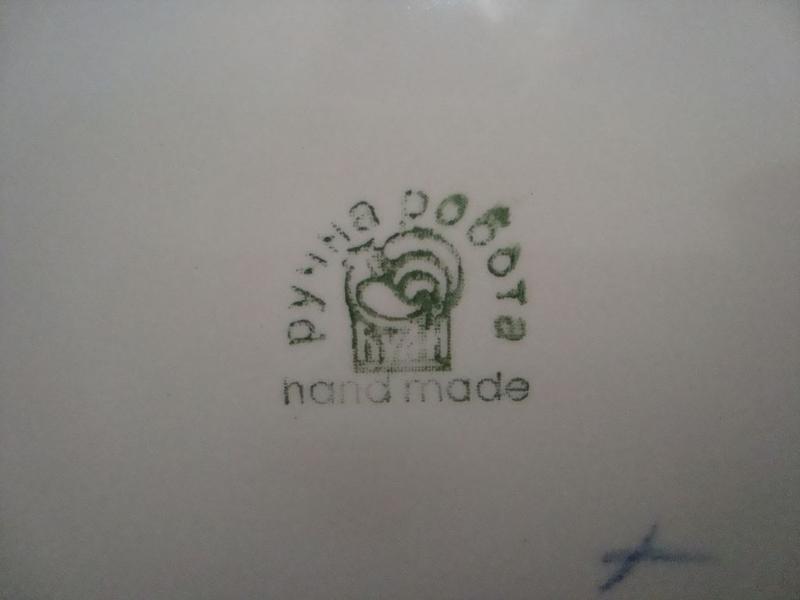 ручна робота
hand made